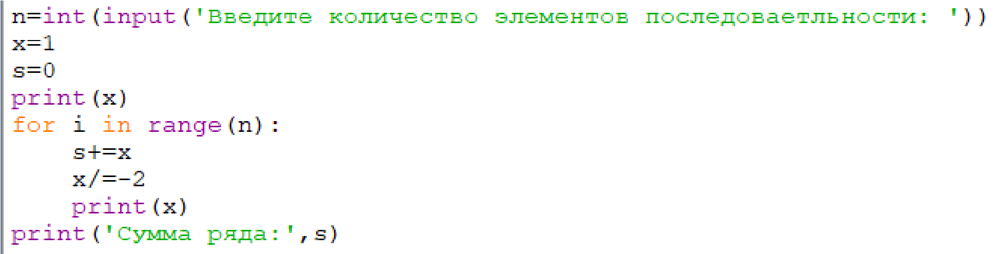 n=int(input('Введите количество элементов последоваетльности: '))
x=1
s=0
print(x)
for i in range(n):
    s+=x
    x/=-2
    print(x)
print('Сумма ряда:',s)